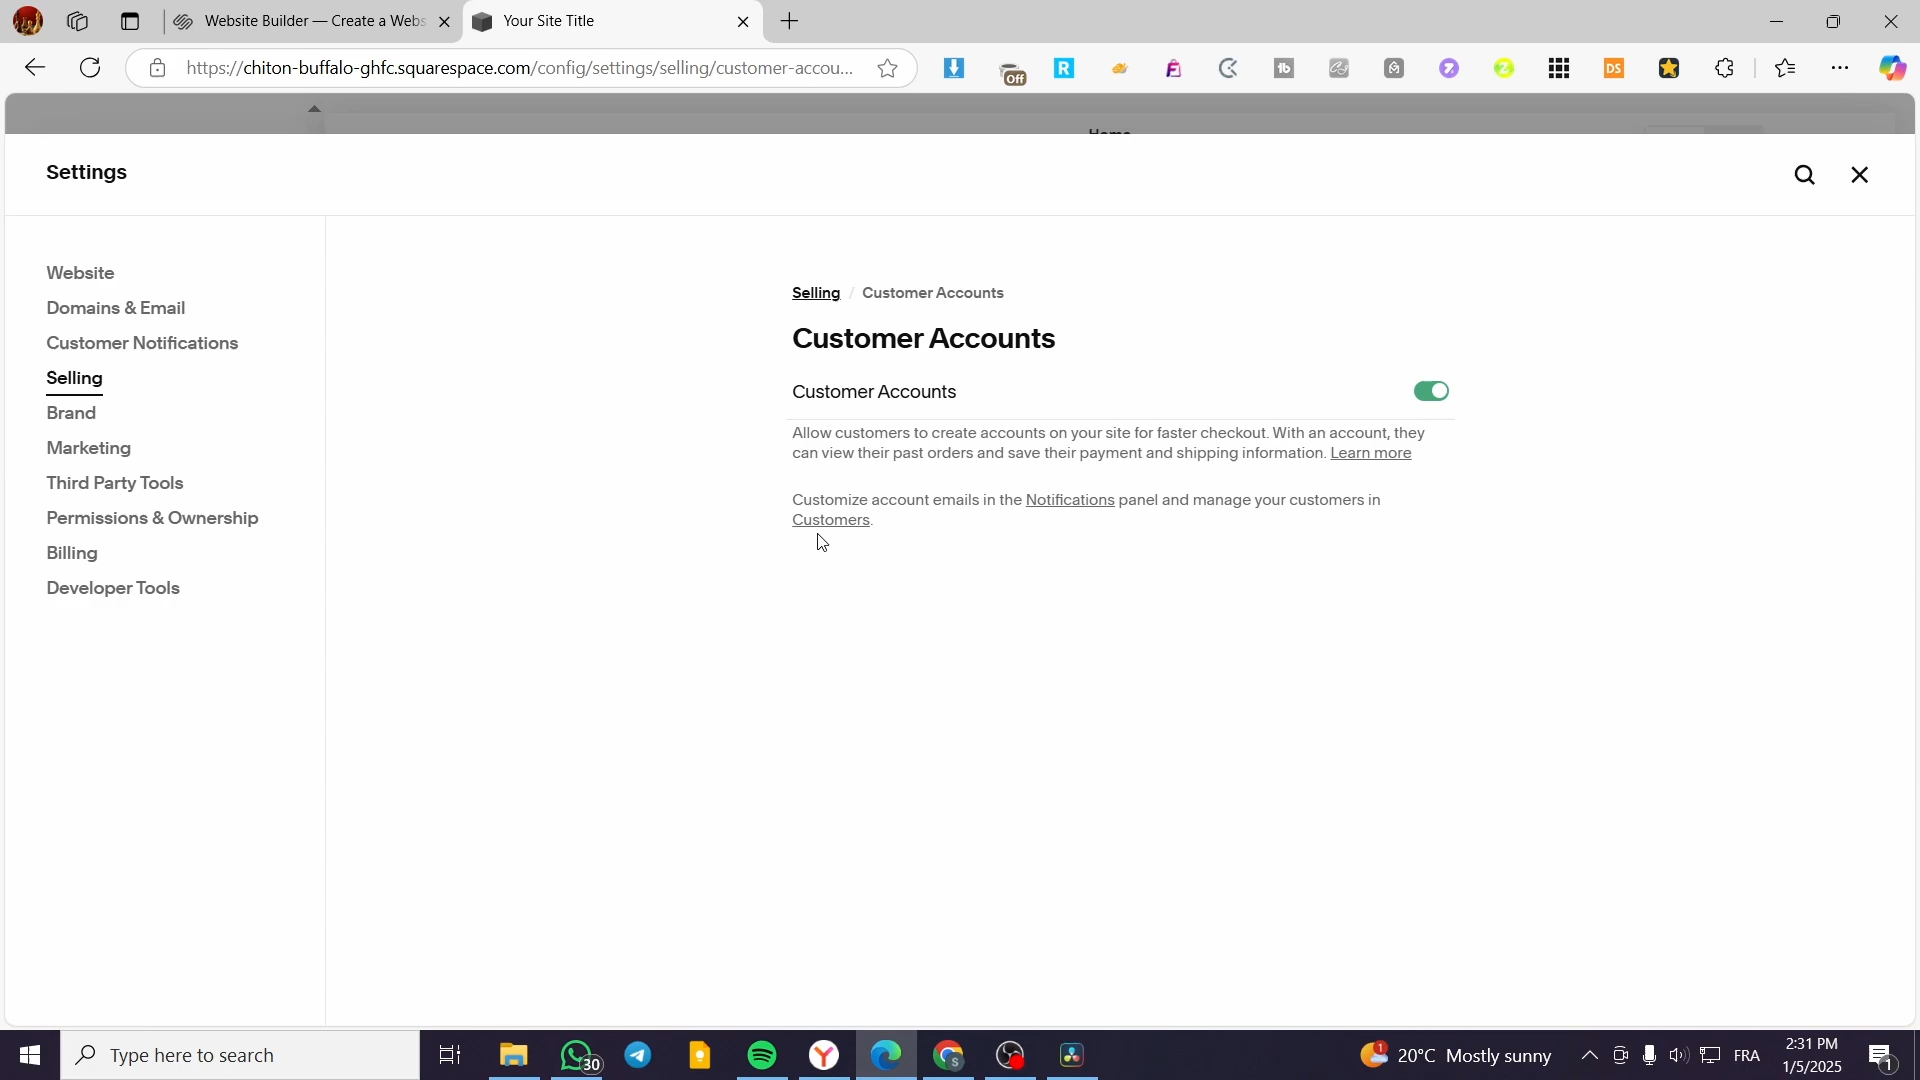 Website Builder — Create a Webs
Your Site Title
https://chiton-buffalo-ghfc.squarespace.com/config/settings/selling/customer-accou...
Off
R
tb
DS
Settings
Website
Domains & Email
Customer Notifications
Selling
Brand
Marketing
Third Party Tools
Permissions & Ownership
Billing
Developer Tools
Selling / Customer Accounts
Customer Accounts
Customer Accounts
Allow customers to create accounts on your site for faster checkout. With an account, they
can view their past orders and save their payment and shipping information. Learn more
Customize account emails in the Notifications panel and manage your customers in
Customers.
Type here to search
30
1
20°C Mostly sunny
FRA
2:31 PM
1/5/2025
1